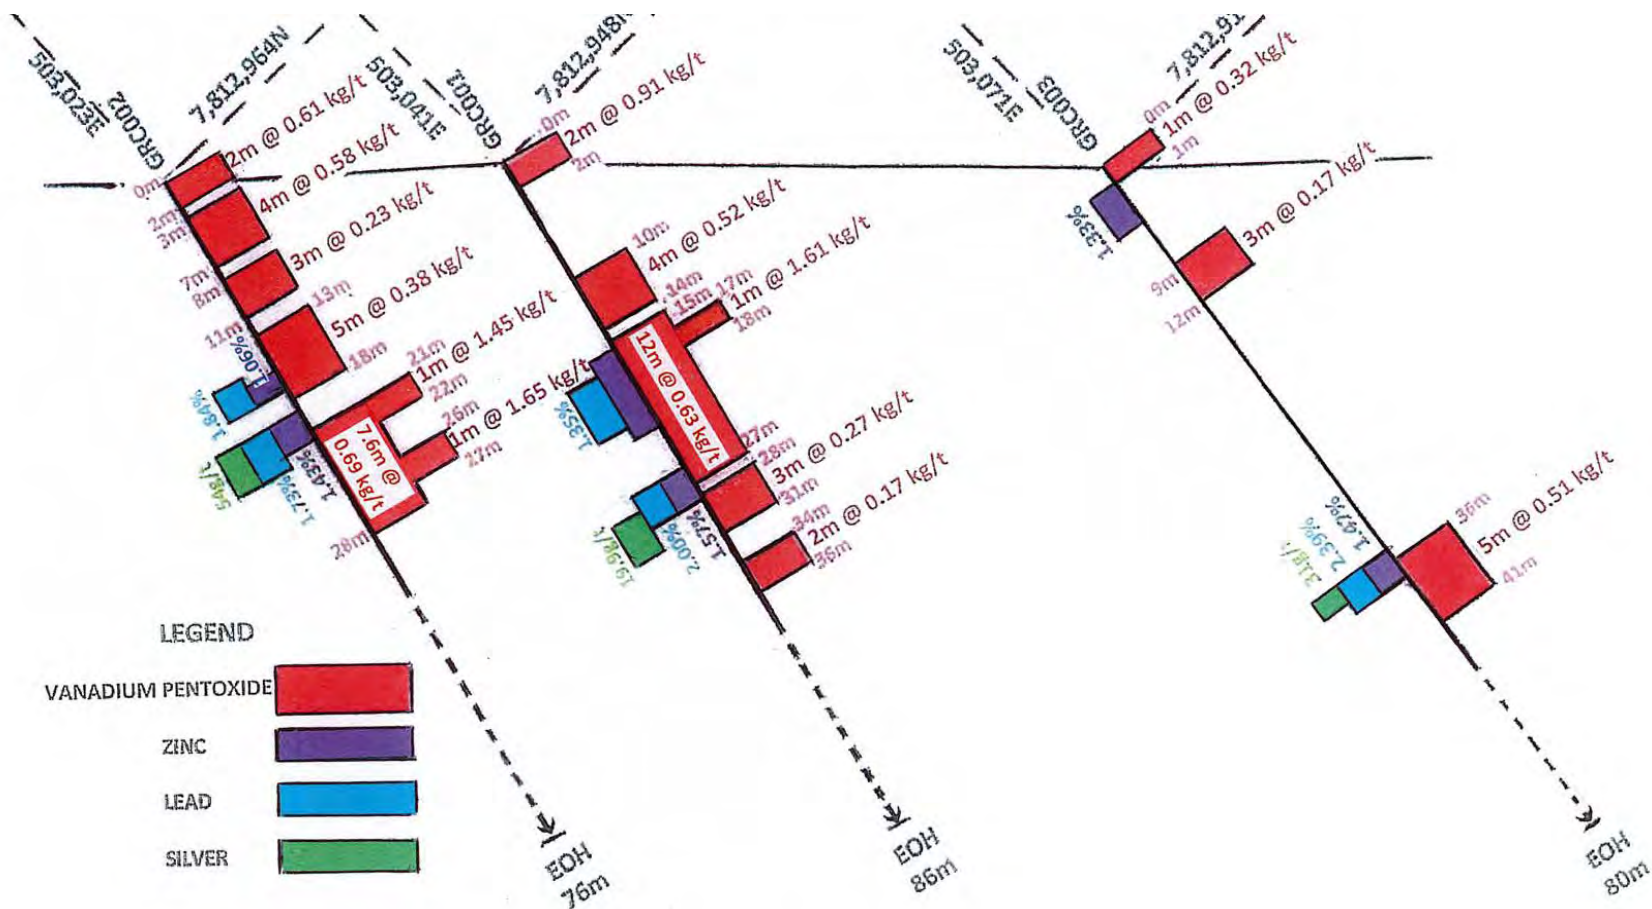 505,023E
GRC002
7,812,964N
0m
2m @ 0.61 kg/t
2m
3m
4m @ 0.58 kg/t
7m
8m
3m @ 0.23 kg/t
11m
13m
5m @ 0.38 kg/t
18m
1.06%
1.84%
21m
1m @ 1.45 kg/t
22m
26m
1m @ 1.65 kg/t
27m
7.6m @
0.69 kg/t
28m
1.43%
1.73%
54g/t
505,041E
GRC001
7,812,948N
0m
2m @ 0.91 kg/t
2m
10m
4m @ 0.52 kg/t
14m
15m
17m
1m @ 1.61 kg/t
18m
12m @ 0.63 kg/t
1.35%
27m
28m
3m @ 0.27 kg/t
31m
34m
2m @ 0.17 kg/t
36m
1.57%
2.00%
19.9g/t
505,071E
GRC003
7,812,91
0m
1m @ 0.32 kg/t
1m
1.33%
3m @ 0.17 kg/t
9m
12m
36m
5m @ 0.51 kg/t
41m
1.47%
2.39%
31g/t
LEGEND
VANADIUM PENTOXIDE
ZINC
LEAD
SILVER
EOH
76m
EOH
86m
EOH
80m